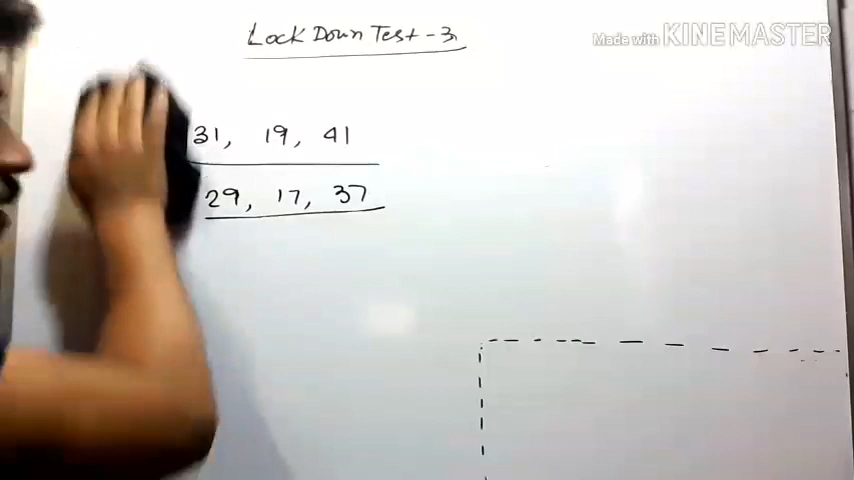 Lock Down Test - 3
Made with KINEMASTER
31, 19, 41
29, 17, 37